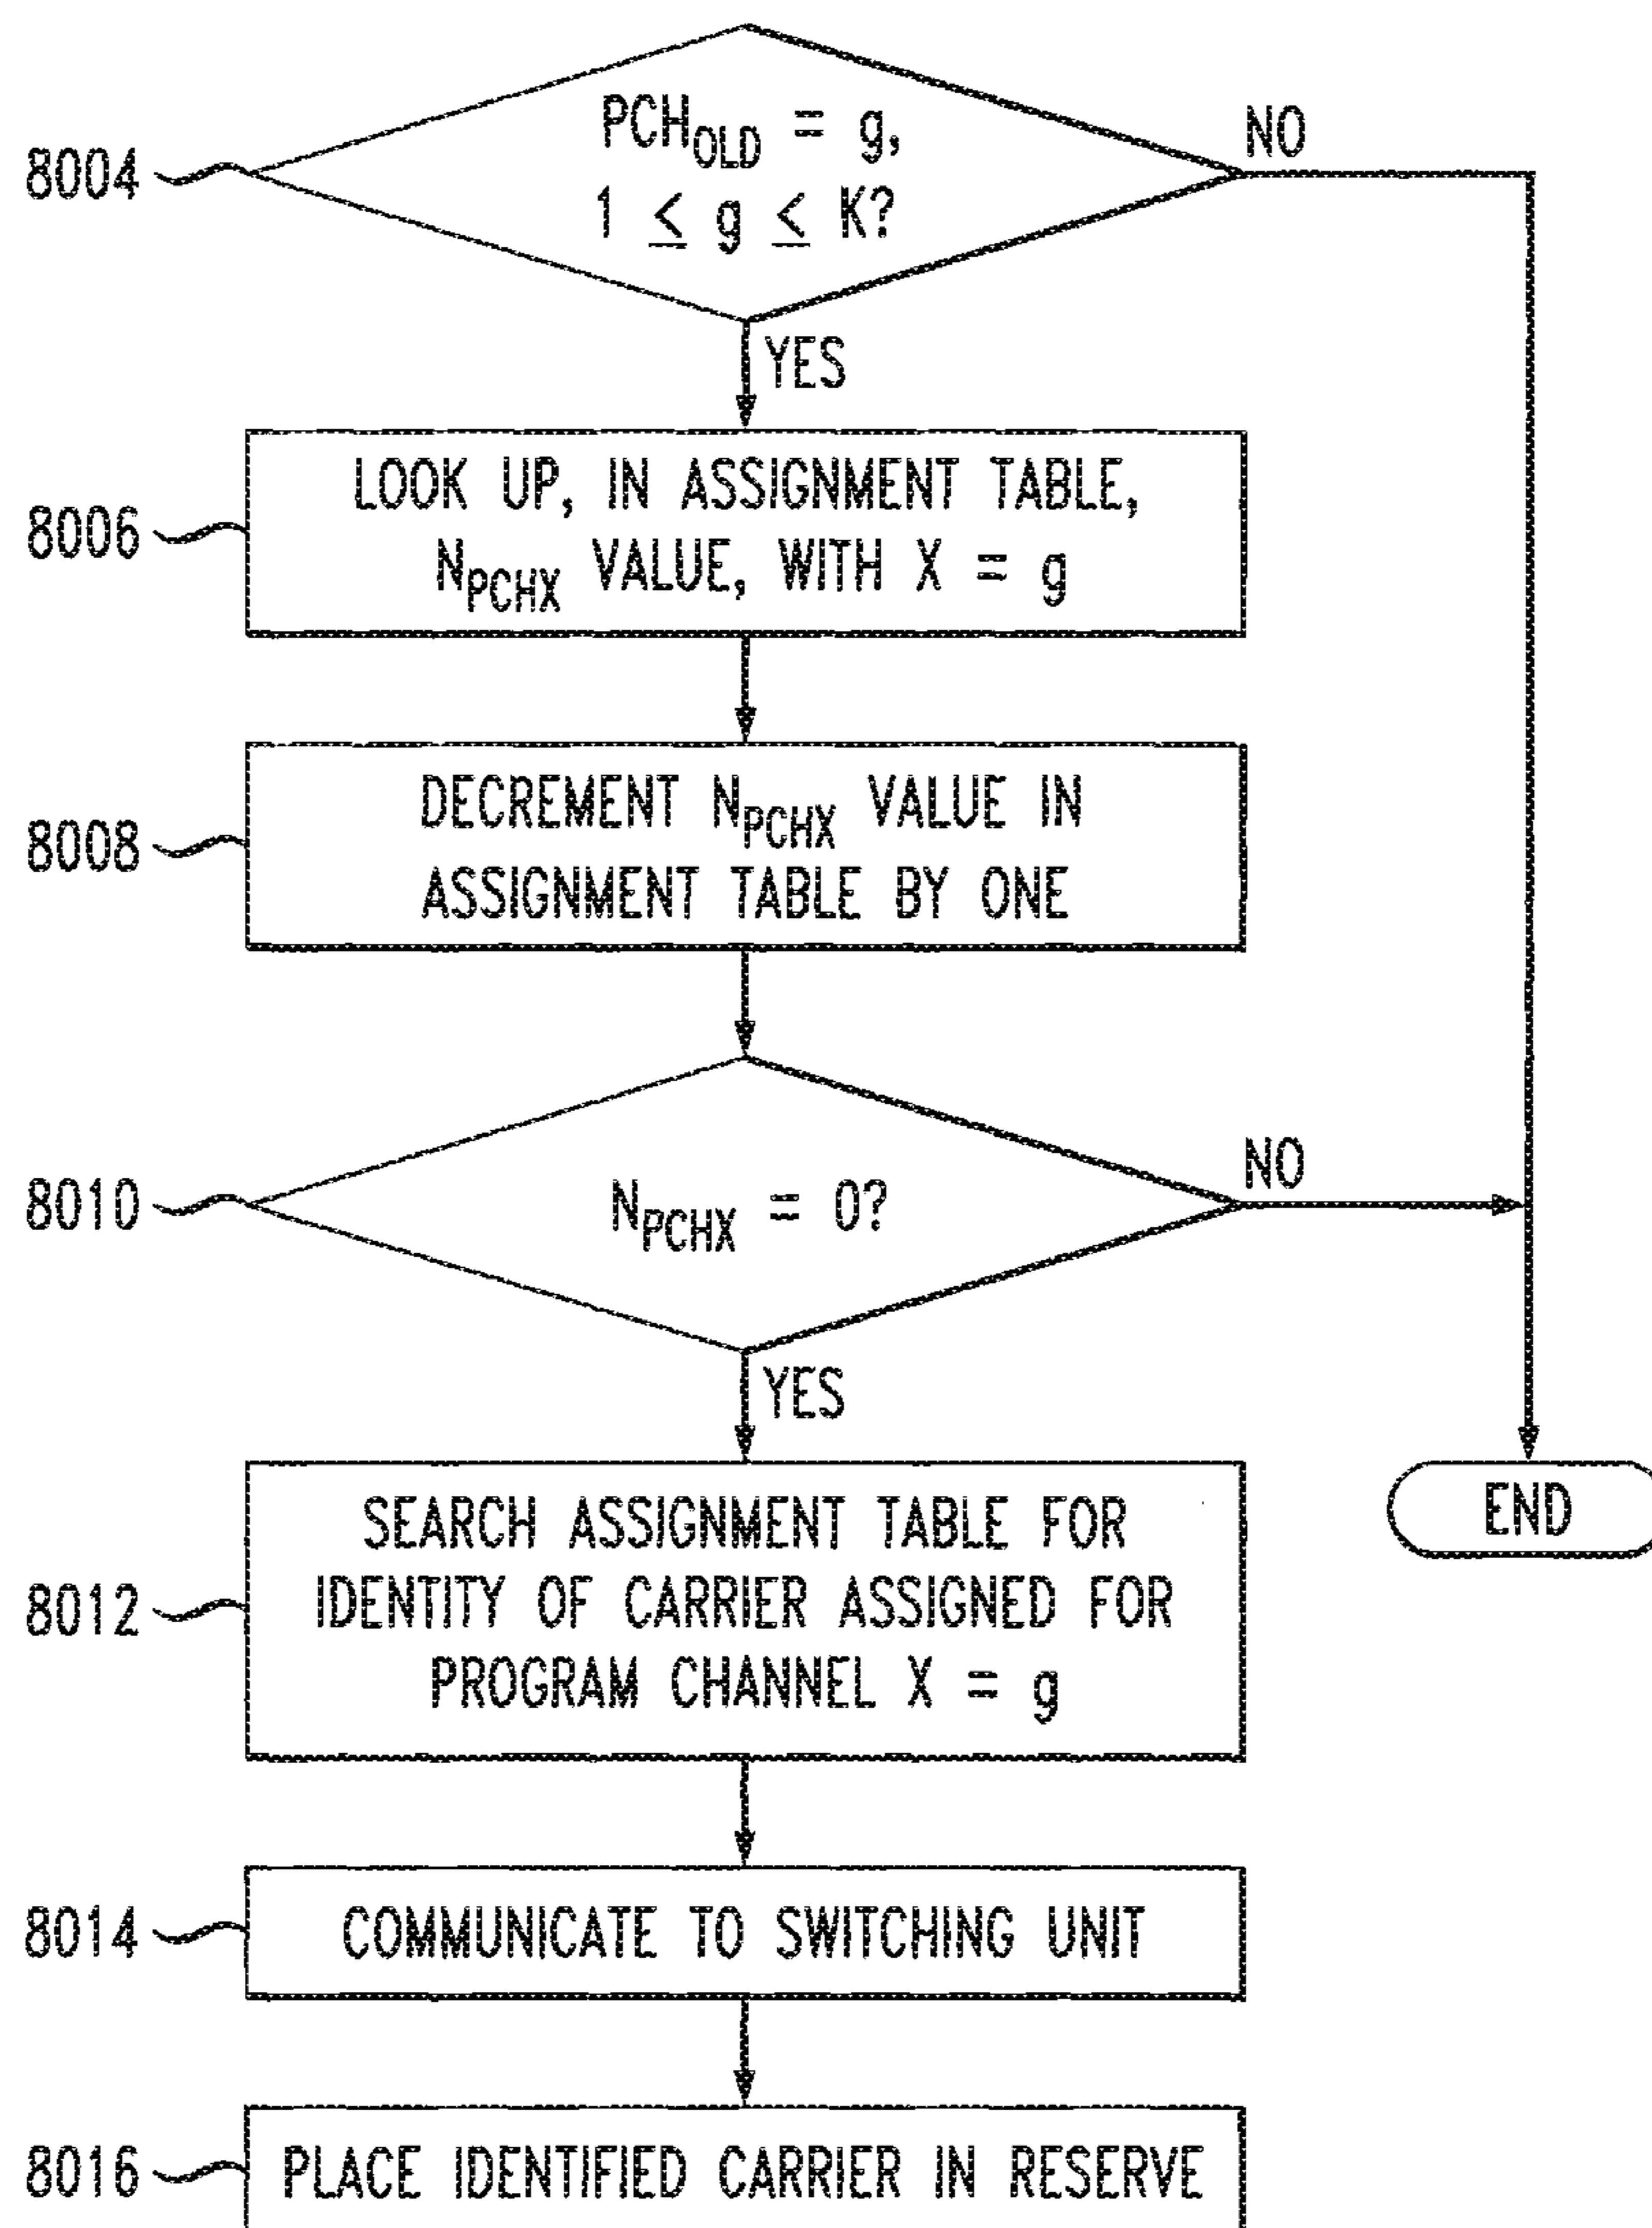 PCH_OLD = g,
1 ≤ g ≤ K?
NO
8004
YES
LOOK UP, IN ASSIGNMENT TABLE,
N_PCHX VALUE, WITH X = g
8006
DECREMENT N_PCHX VALUE IN
ASSIGNMENT TABLE BY ONE
8008
N_PCHX = 0?
NO
8010
YES
SEARCH ASSIGNMENT TABLE FOR
IDENTITY OF CARRIER ASSIGNED FOR
PROGRAM CHANNEL X = g
8012
END
COMMUNICATE TO SWITCHING UNIT
8014
PLACE IDENTIFIED CARRIER IN RESERVE
8016